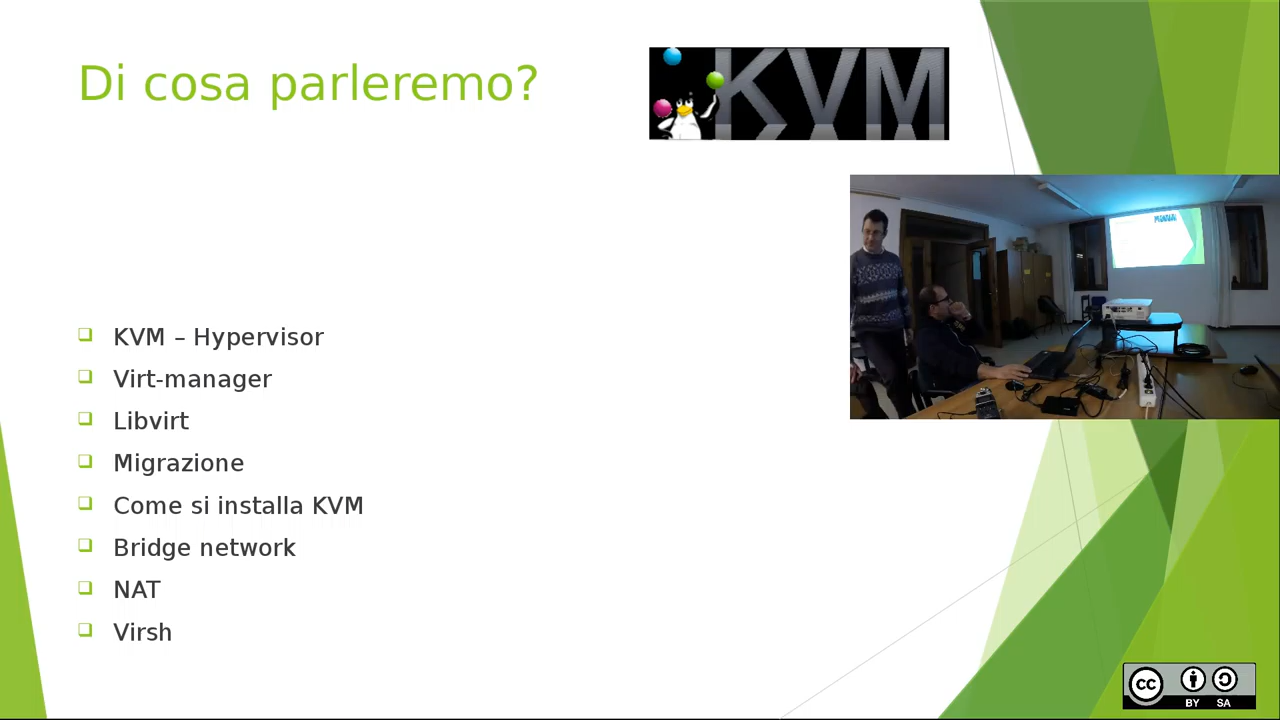 Di cosa parleremo?
KVM
KVM – Hypervisor
Virt-manager
Libvirt
Migrazione
Come si installa KVM
Bridge network
NAT
Virsh
cc
BY SA